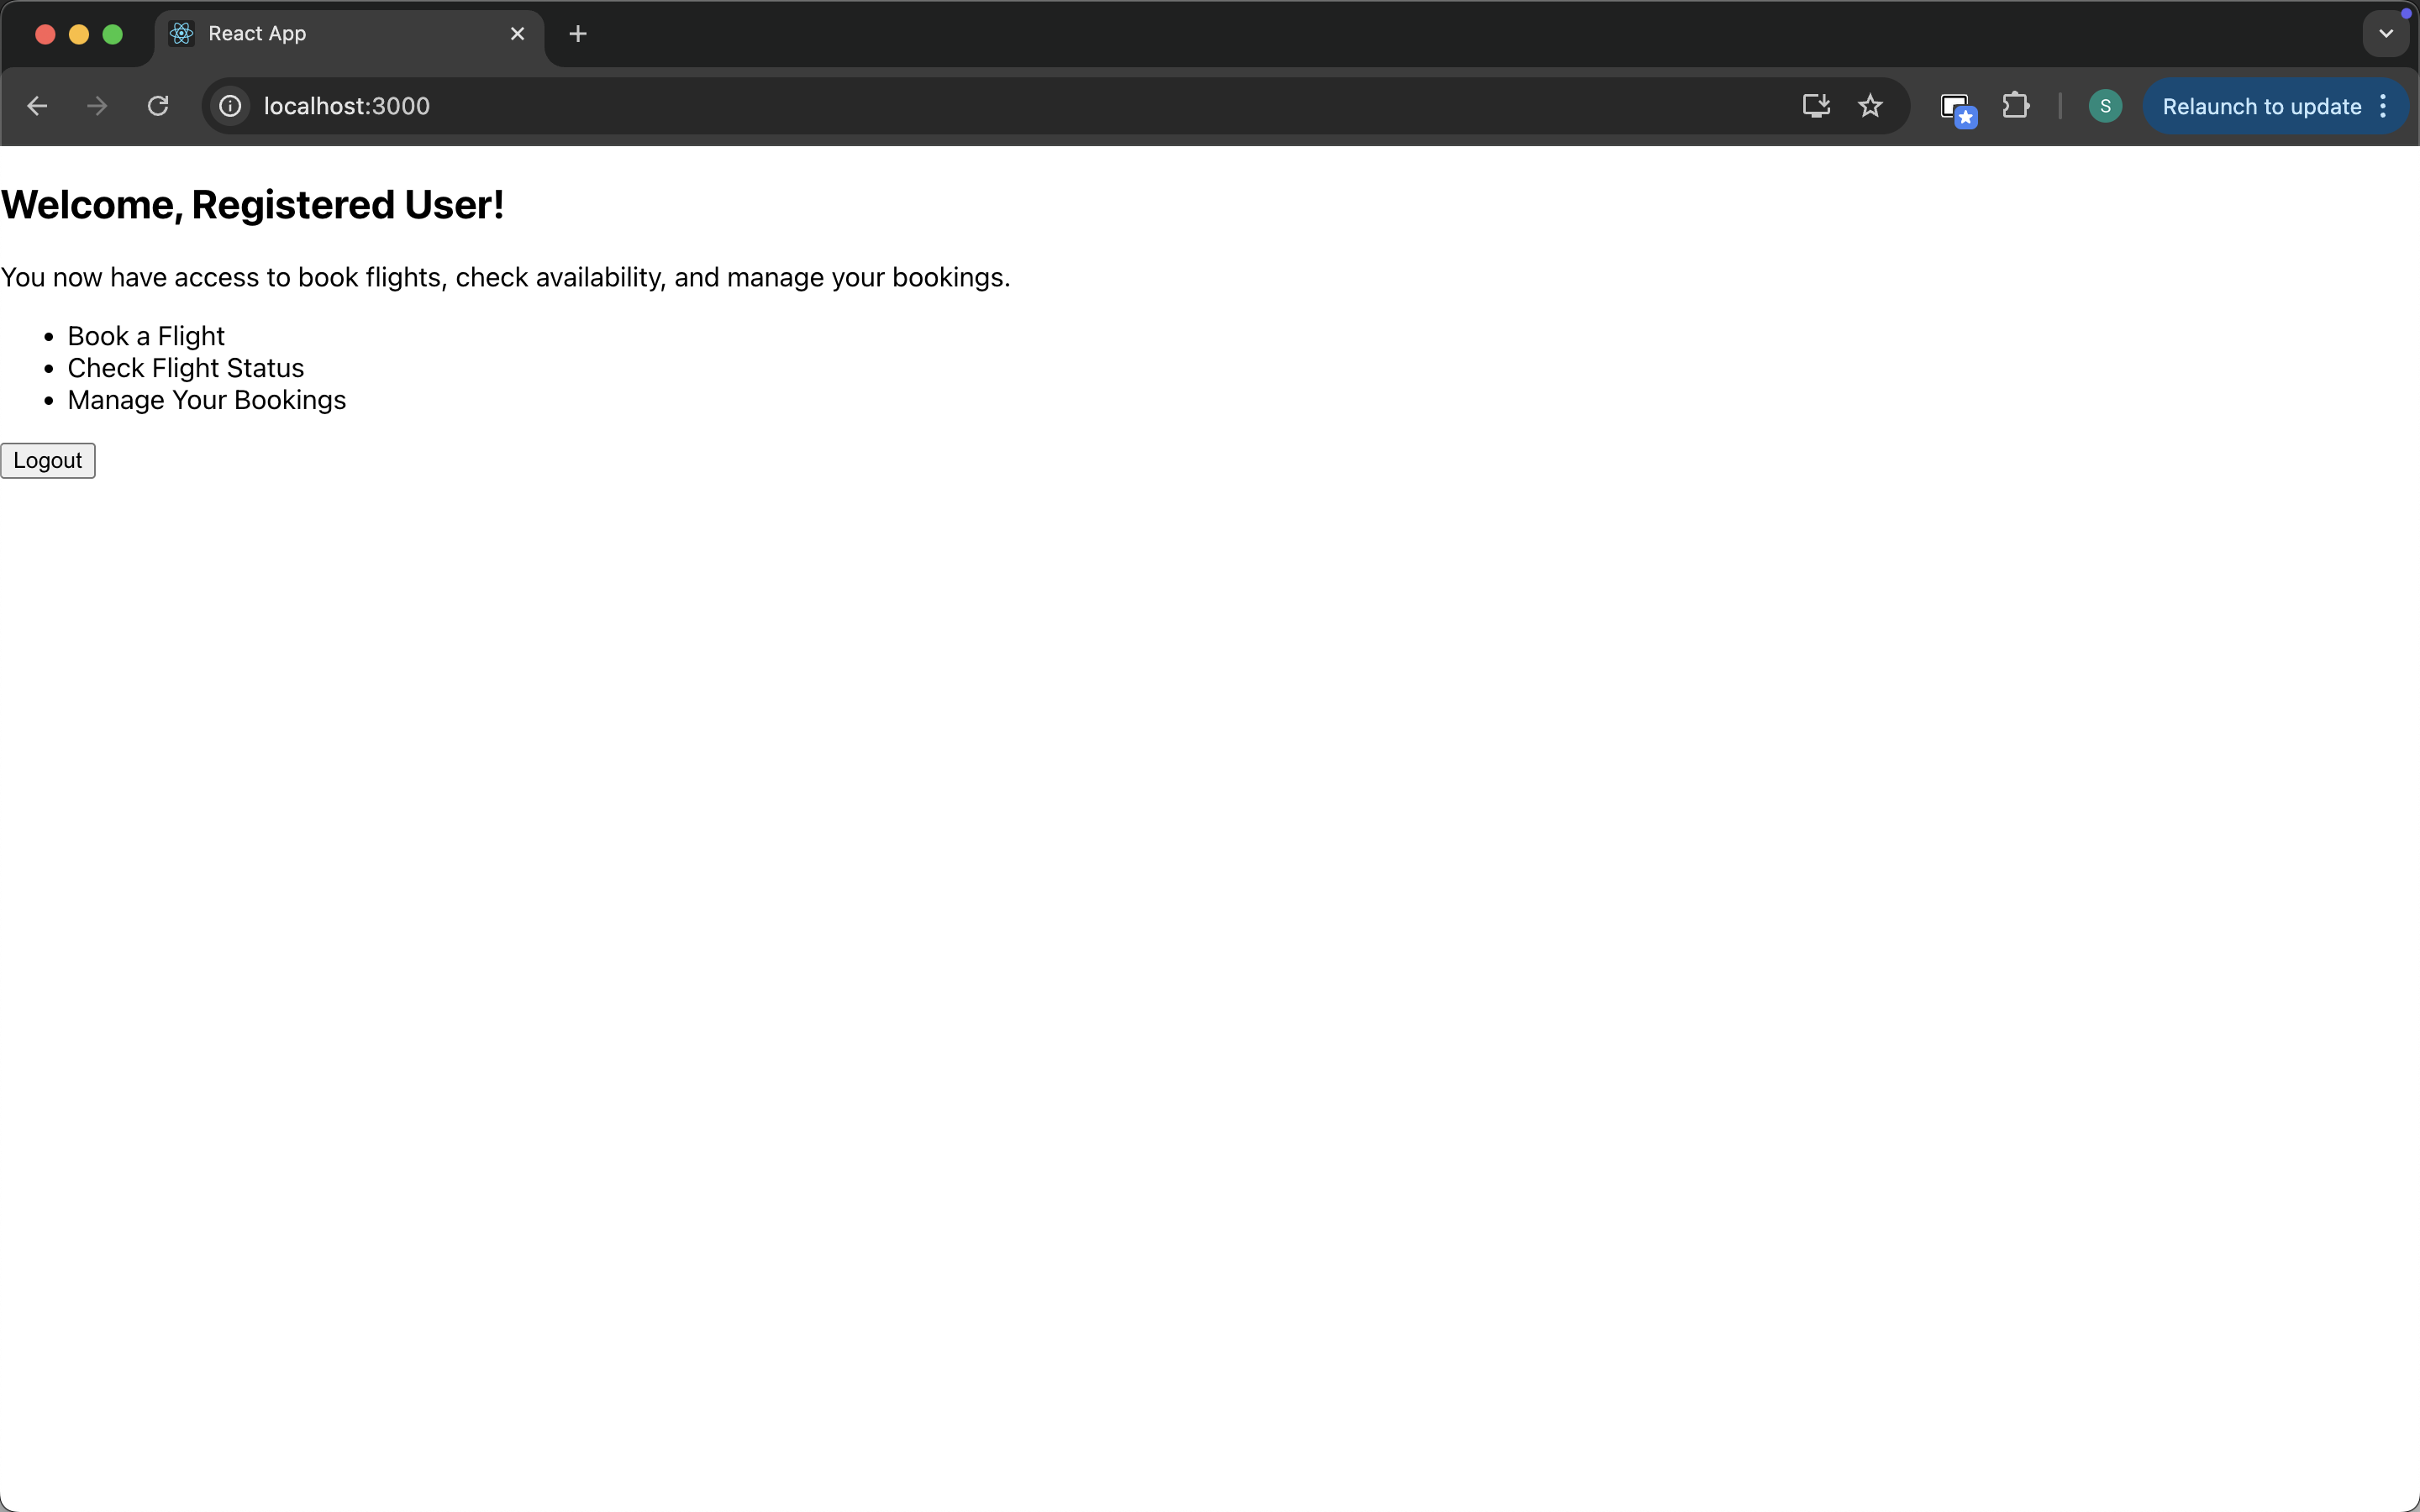 React App
localhost:3000
S
Relaunch to update
Welcome, Registered User!
You now have access to book flights, check availability, and manage your bookings.
Book a Flight
Check Flight Status
Manage Your Bookings
Logout